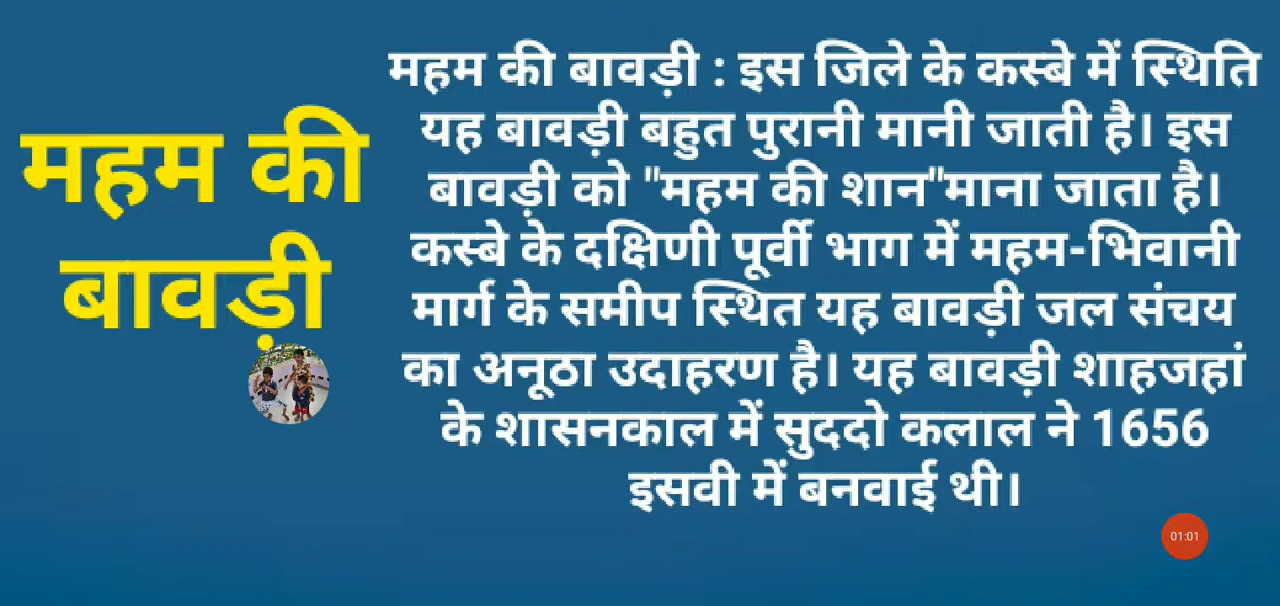 महम की
बावड़ी
महम की बावड़ी : इस जिले के कस्बे में स्थिति
यह बावड़ी बहुत पुरानी मानी जाती है। इस
बावड़ी को "महम की शान"माना जाता है।
कस्बे के दक्षिणी पूर्वी भाग में महम-भिवानी
मार्ग के समीप स्थित यह बावड़ी जल संचय
का अनूठा उदाहरण है। यह बावड़ी शाहजहां
के शासनकाल में सुददो कलाल ने 1656
इसवी में बनवाई थी।
01:01